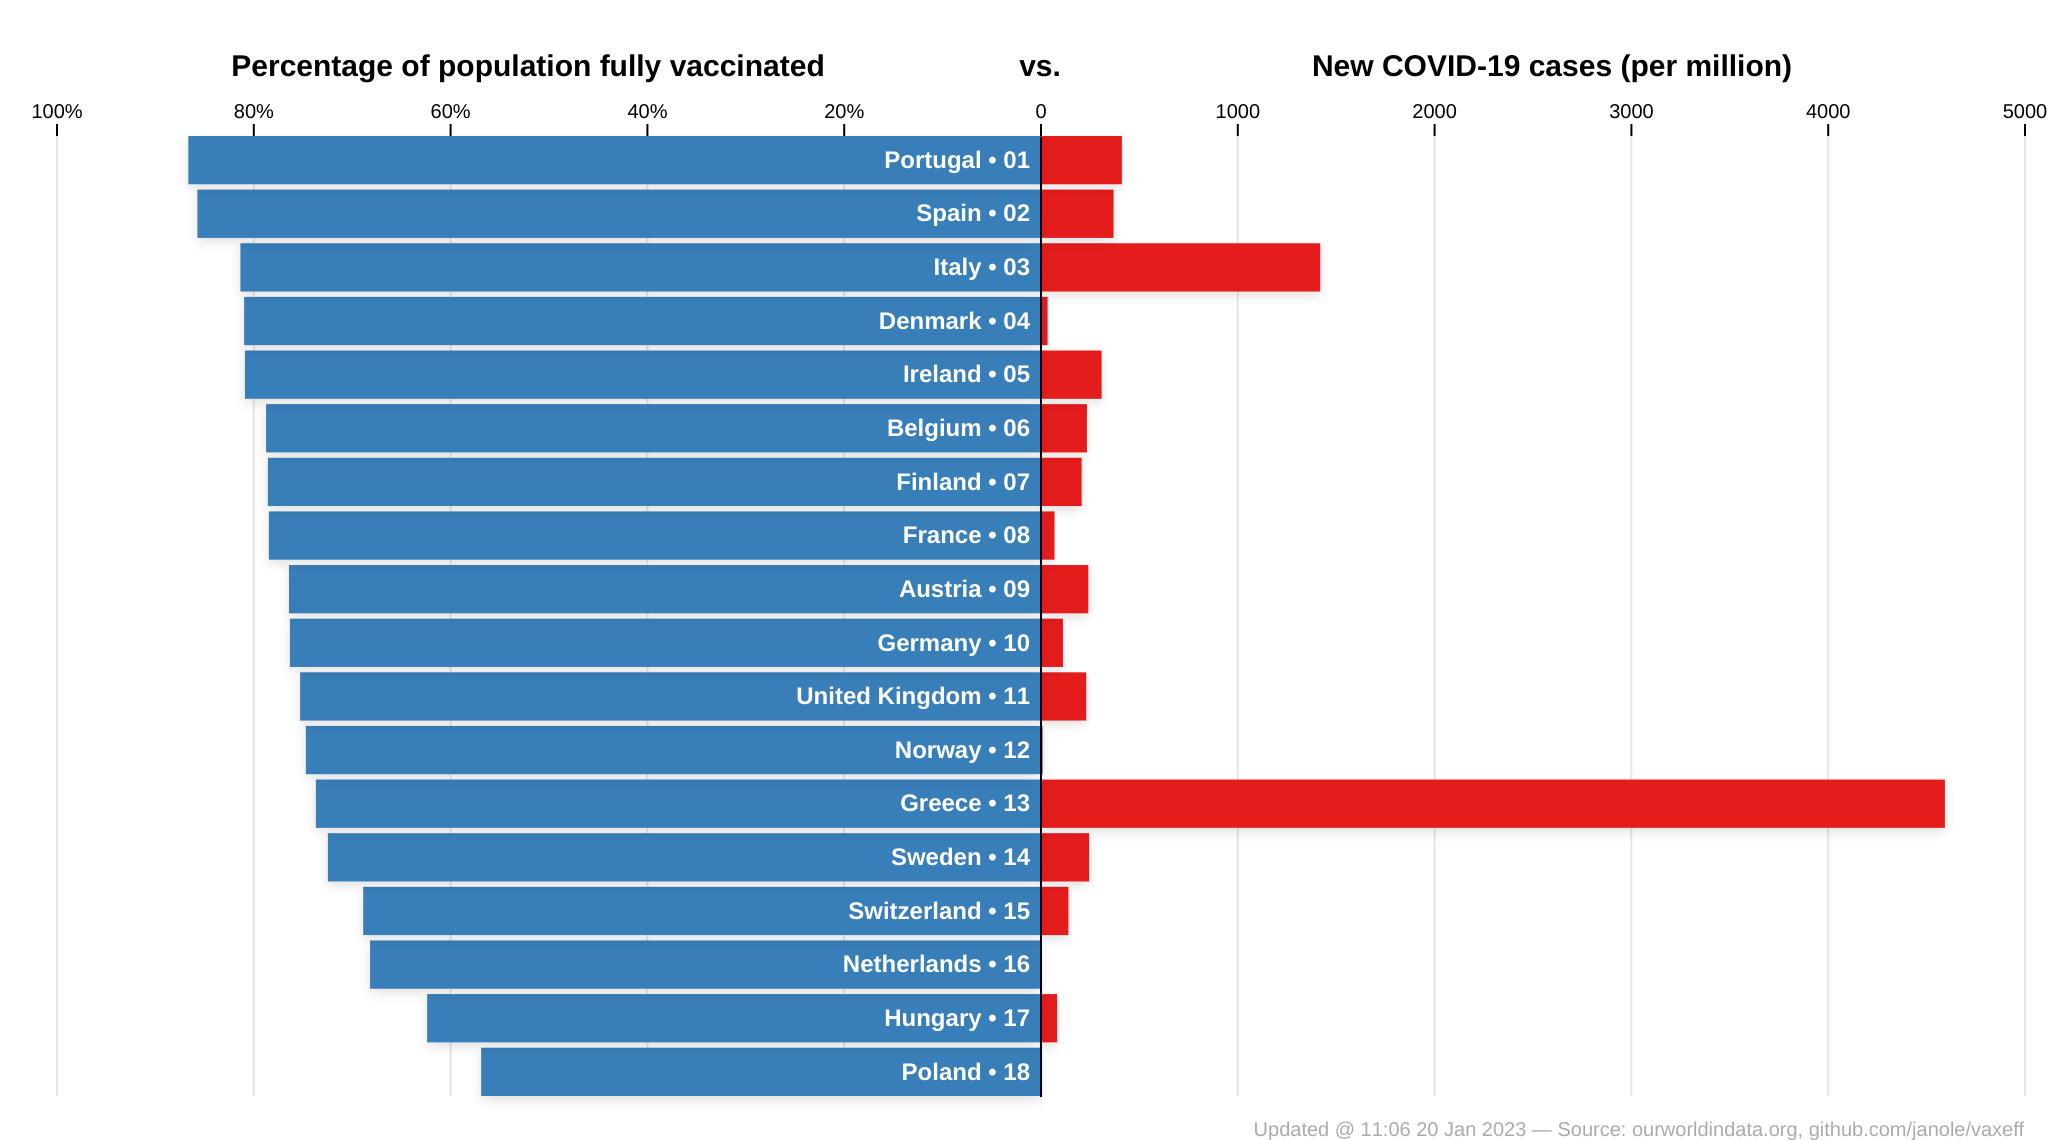 Percentage of population fully vaccinated vs. New COVID-19 cases (per million)
100% 80% 60% 40% 20% 0 1000 2000 3000 4000 5000
Portugal • 01
Spain • 02
Italy • 03
Denmark • 04
Ireland • 05
Belgium • 06
Finland • 07
France • 08
Austria • 09
Germany • 10
United Kingdom • 11
Norway • 12
Greece • 13
Sweden • 14
Switzerland • 15
Netherlands • 16
Hungary • 17
Poland • 18
Updated @ 11:06 20 Jan 2023 — Source: ourworldindata.org, github.com/janole/vaxeff